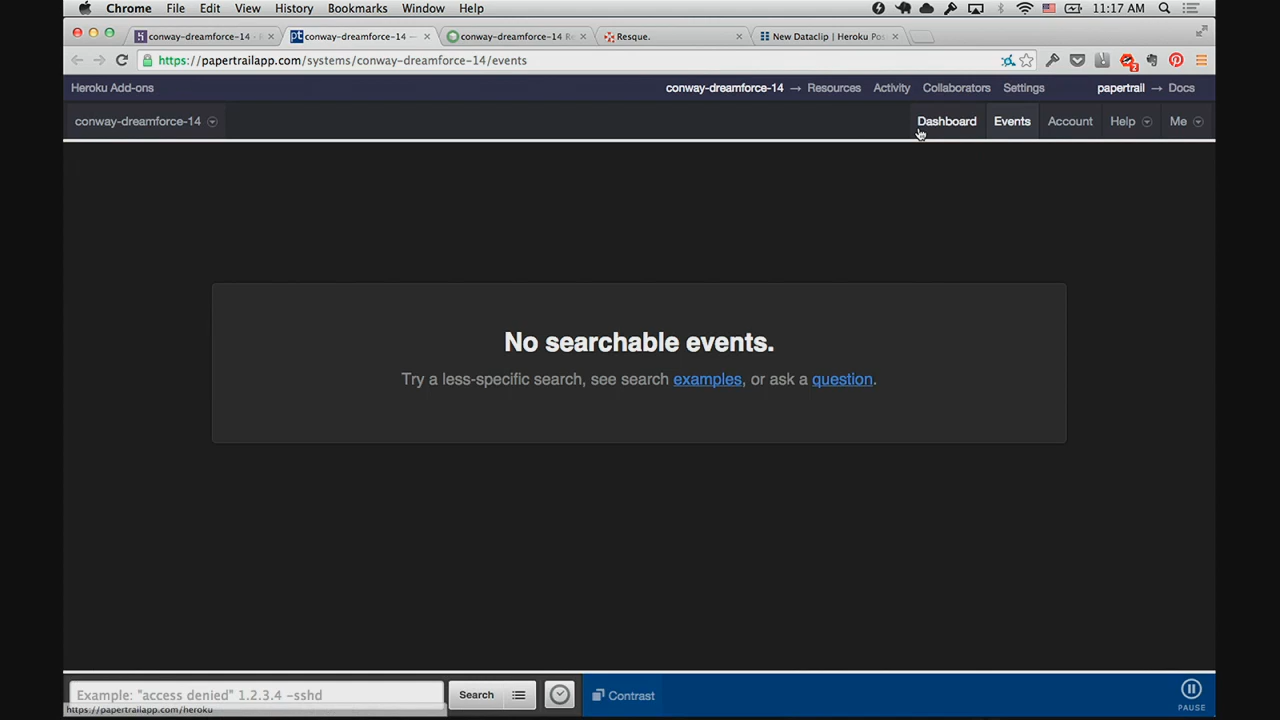 Chrome File Edit View History Bookmarks Window Help 11:17 AM
conway-dreamforce-14 - conway-dreamforce-14 — conway-dreamforce-14 Re Resque. New Dataclip | Heroku Pos
https://papertrailapp.com/systems/conway-dreamforce-14/events 2
Heroku Add-ons conway-dreamforce-14 → Resources Activity Collaborators Settings papertrail → Docs
conway-dreamforce-14 Dashboard Events Account Help Me
No searchable events.
Try a less-specific search, see search examples, or ask a question.
Example: "access denied" 1.2.3.4 -sshd Search Contrast
PAUSE
https://papertrailapp.com/heroku